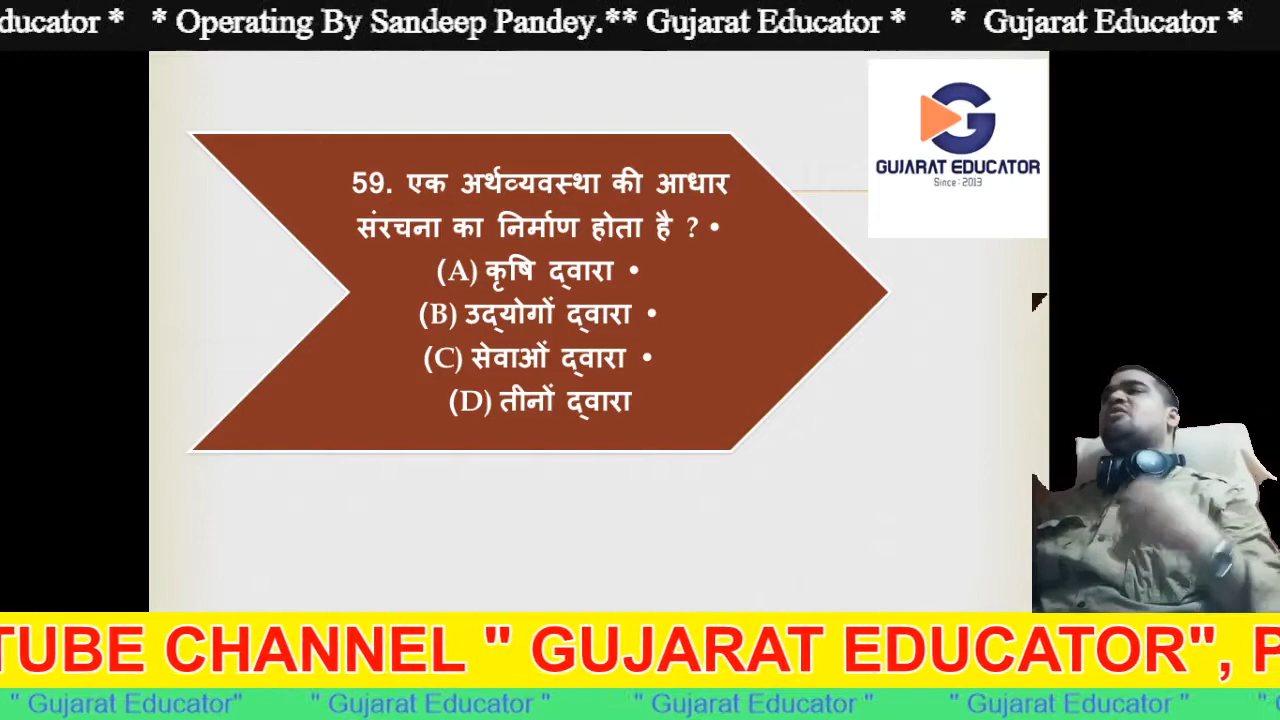 ducator * * Operating By Sandeep Pandey.** Gujarat Educator * * Gujarat Educator *
GUJARAT EDUCATOR
Since : 2013
59. एक अर्थव्यवस्था की आधार
संरचना का निर्माण होता है ? •
(A) कृषि द्वारा •
(B) उद्योगों द्वारा •
(C) सेवाओं द्वारा •
(D) तीनों द्वारा
TUBE CHANNEL " GUJARAT EDUCATOR", P
" Gujarat Educator" " Gujarat Educator " " Gujarat Educator " " Gujarat Educator "